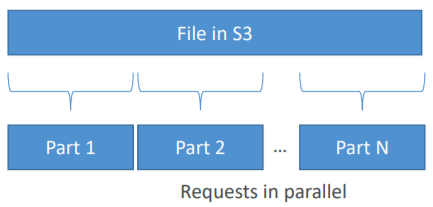 File in S3
Part 1 Part 2 ... Part N
Requests in parallel